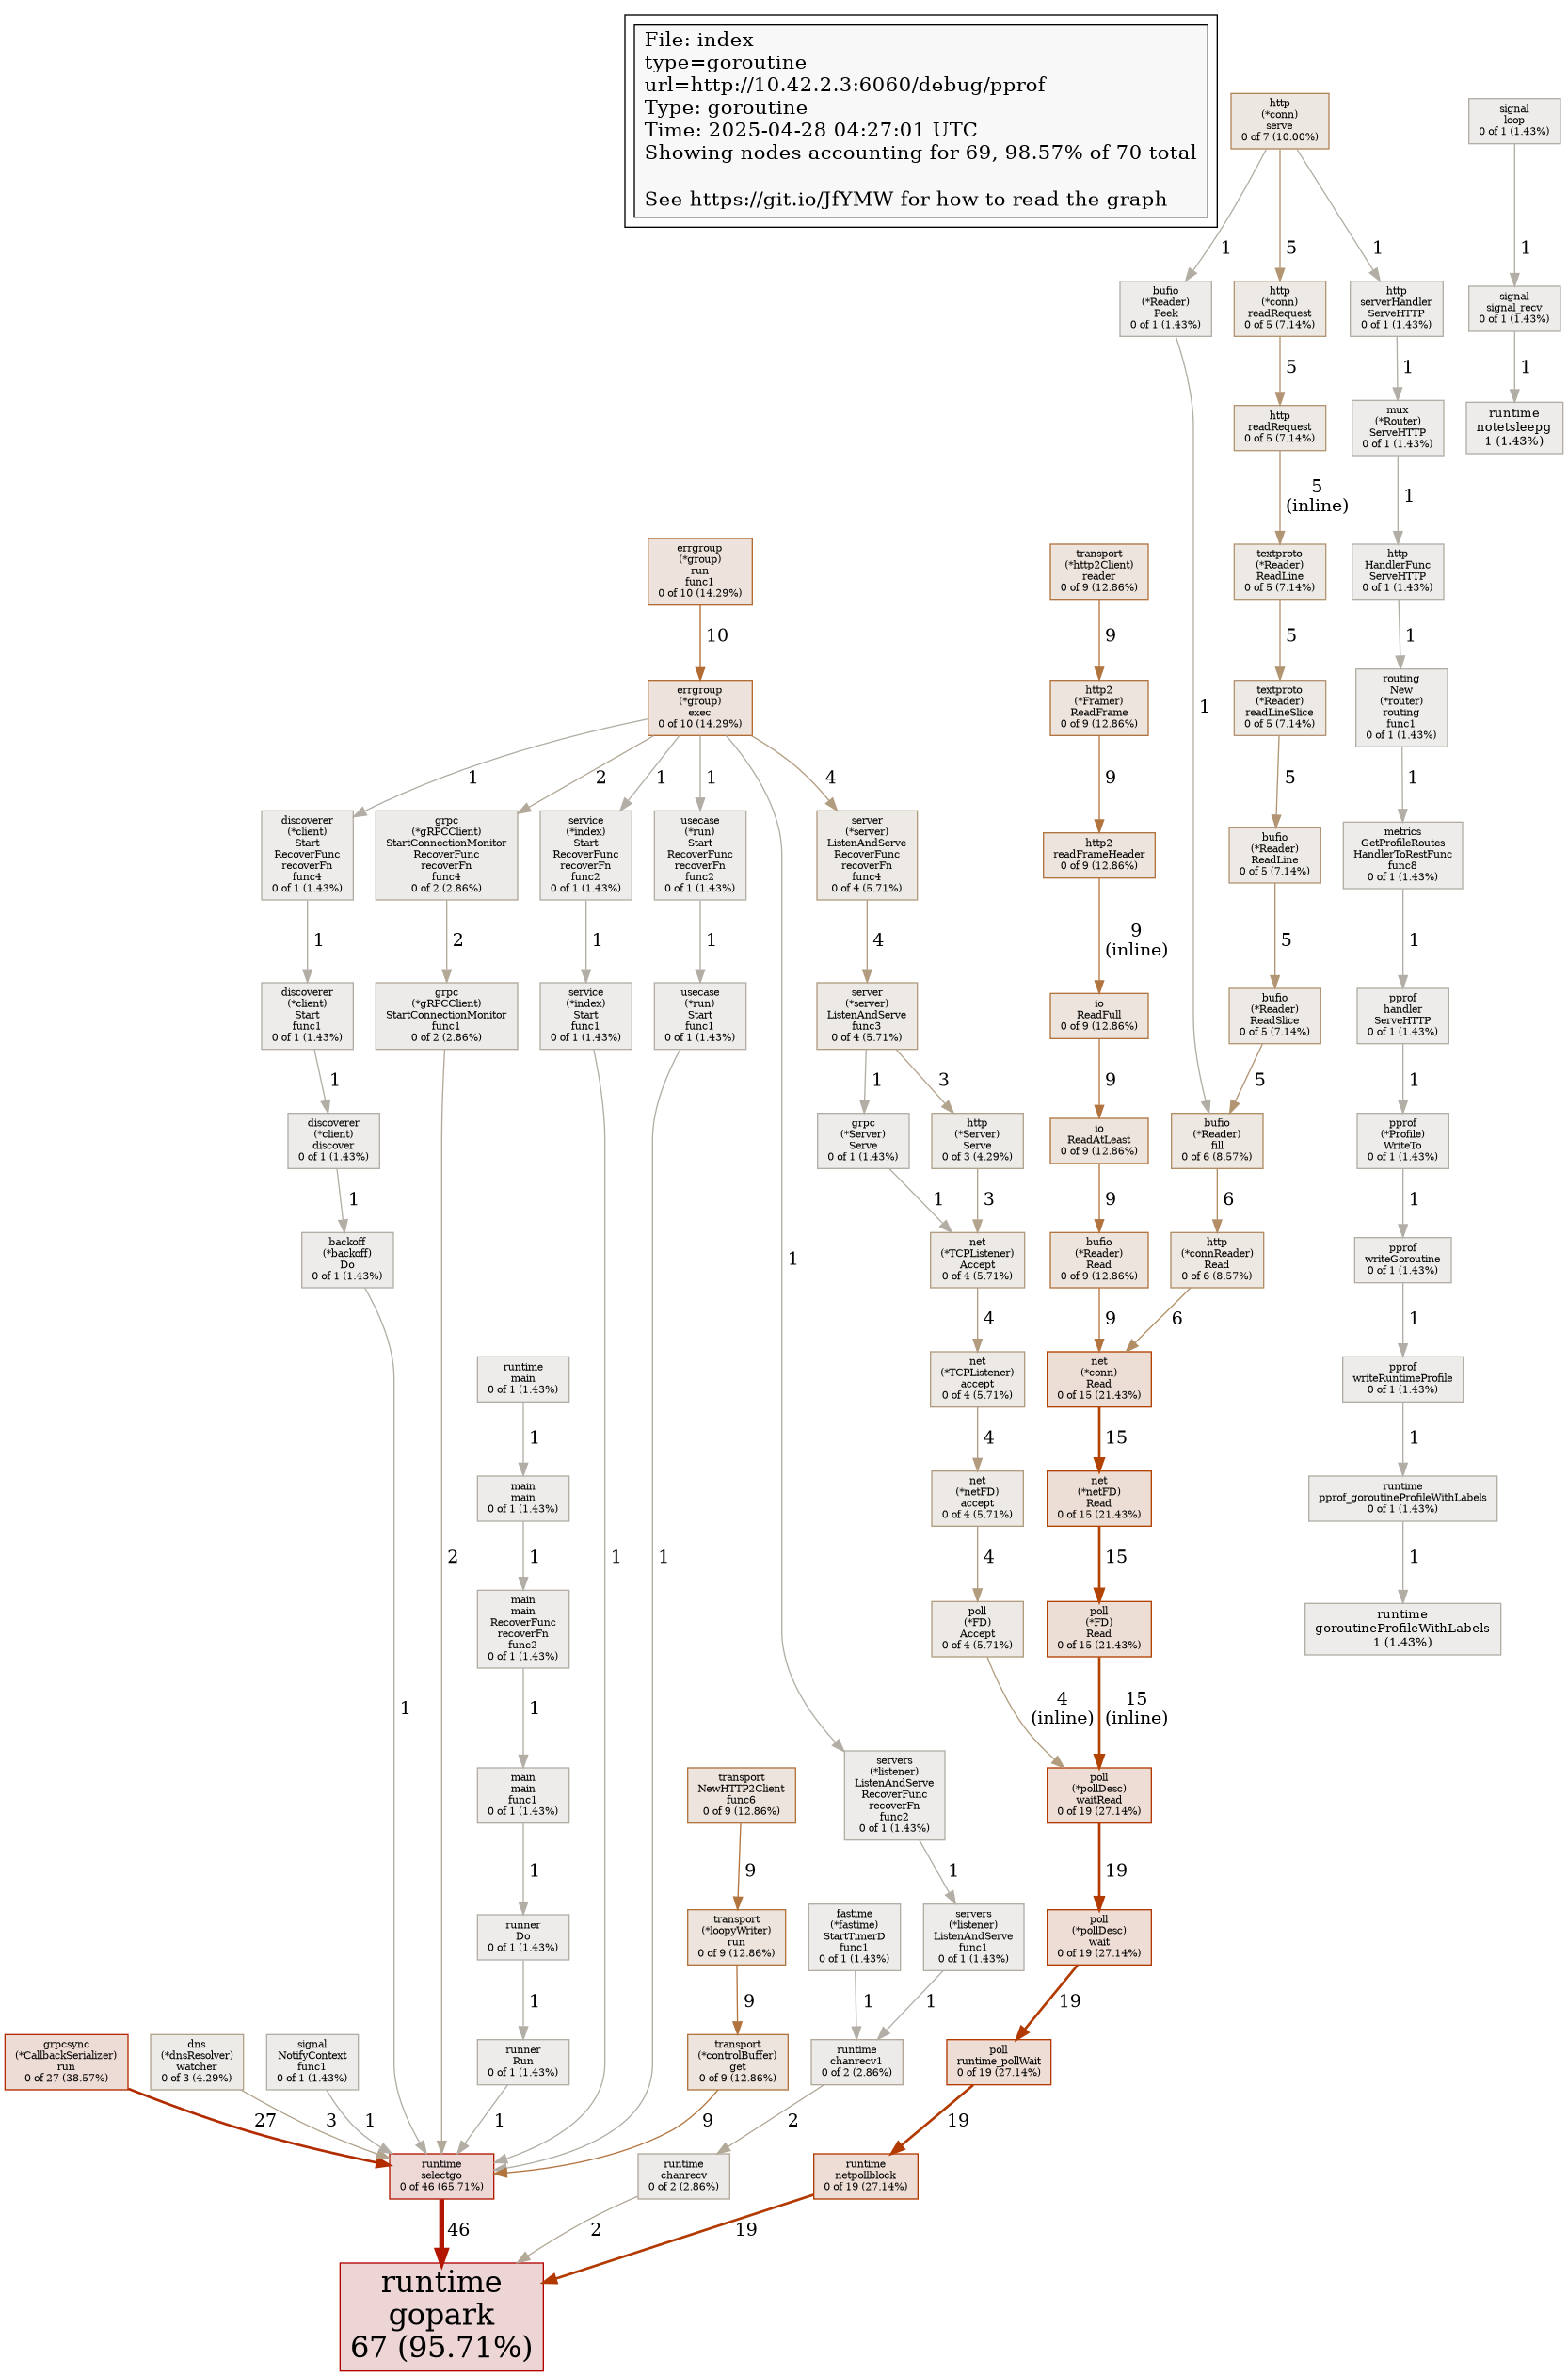 File: index
type=goroutine
url=http://10.42.2.3:6060/debug/pprof
Type: goroutine
Time: 2025-04-28 04:27:01 UTC
Showing nodes accounting for 69, 98.57% of 70 total
See https://git.io/JfYMW for how to read the graph
http
(*conn)
serve
0 of 7 (10.00%)
signal
loop
0 of 1 (1.43%)
1
5
1
1
bufio
(*Reader)
Peek
0 of 1 (1.43%)
http
(*conn)
readRequest
0 of 5 (7.14%)
http
serverHandler
ServeHTTP
0 of 1 (1.43%)
signal
signal_recv
0 of 1 (1.43%)
5
1
1
http
readRequest
0 of 5 (7.14%)
mux
(*Router)
ServeHTTP
0 of 1 (1.43%)
runtime
notetsleepg
1 (1.43%)
5
(inline)
1
errgroup
(*group)
run
func1
0 of 10 (14.29%)
transport
(*http2Client)
reader
0 of 9 (12.86%)
textproto
(*Reader)
ReadLine
0 of 5 (7.14%)
http
HandlerFunc
ServeHTTP
0 of 1 (1.43%)
10
9
5
1
errgroup
(*group)
exec
0 of 10 (14.29%)
http2
(*Framer)
ReadFrame
0 of 9 (12.86%)
1
textproto
(*Reader)
readLineSlice
0 of 5 (7.14%)
routing
New
(*router)
routing
func1
0 of 1 (1.43%)
1
2
1
1
4
9
5
1
discoverer
(*client)
Start
RecoverFunc
recoverFn
func4
0 of 1 (1.43%)
grpc
(*gRPCClient)
StartConnectionMonitor
RecoverFunc
recoverFn
func4
0 of 2 (2.86%)
service
(*index)
Start
RecoverFunc
recoverFn
func2
0 of 1 (1.43%)
usecase
(*run)
Start
RecoverFunc
recoverFn
func2
0 of 1 (1.43%)
server
(*server)
ListenAndServe
RecoverFunc
recoverFn
func4
0 of 4 (5.71%)
http2
readFrameHeader
0 of 9 (12.86%)
bufio
(*Reader)
ReadLine
0 of 5 (7.14%)
metrics
GetProfileRoutes
HandlerToRestFunc
func8
0 of 1 (1.43%)
1
2
1
1
4
9
(inline)
5
1
discoverer
(*client)
Start
func1
0 of 1 (1.43%)
grpc
(*gRPCClient)
StartConnectionMonitor
func1
0 of 2 (2.86%)
service
(*index)
Start
func1
0 of 1 (1.43%)
usecase
(*run)
Start
func1
0 of 1 (1.43%)
server
(*server)
ListenAndServe
func3
0 of 4 (5.71%)
io
ReadFull
0 of 9 (12.86%)
bufio
(*Reader)
ReadSlice
0 of 5 (7.14%)
pprof
handler
ServeHTTP
0 of 1 (1.43%)
1
1
3
9
5
1
discoverer
(*client)
discover
0 of 1 (1.43%)
grpc
(*Server)
Serve
0 of 1 (1.43%)
http
(*Server)
Serve
0 of 3 (4.29%)
io
ReadAtLeast
0 of 9 (12.86%)
bufio
(*Reader)
fill
0 of 6 (8.57%)
pprof
(*Profile)
WriteTo
0 of 1 (1.43%)
1
1
3
9
6
1
backoff
(*backoff)
Do
0 of 1 (1.43%)
1
net
(*TCPListener)
Accept
0 of 4 (5.71%)
bufio
(*Reader)
Read
0 of 9 (12.86%)
http
(*connReader)
Read
0 of 6 (8.57%)
pprof
writeGoroutine
0 of 1 (1.43%)
4
9
6
1
runtime
main
0 of 1 (1.43%)
net
(*TCPListener)
accept
0 of 4 (5.71%)
net
(*conn)
Read
0 of 15 (21.43%)
pprof
writeRuntimeProfile
0 of 1 (1.43%)
1
4
15
1
main
main
0 of 1 (1.43%)
net
(*netFD)
accept
0 of 4 (5.71%)
net
(*netFD)
Read
0 of 15 (21.43%)
runtime
pprof_goroutineProfileWithLabels
0 of 1 (1.43%)
2
1
1
1
4
15
1
main
main
RecoverFunc
recoverFn
func2
0 of 1 (1.43%)
poll
(*FD)
Accept
0 of 4 (5.71%)
poll
(*FD)
Read
0 of 15 (21.43%)
runtime
goroutineProfileWithLabels
1 (1.43%)
1
1
4
(inline)
15
(inline)
main
main
func1
0 of 1 (1.43%)
transport
NewHTTP2Client
func6
0 of 9 (12.86%)
servers
(*listener)
ListenAndServe
RecoverFunc
recoverFn
func2
0 of 1 (1.43%)
poll
(*pollDesc)
waitRead
0 of 19 (27.14%)
1
9
1
19
runner
Do
0 of 1 (1.43%)
transport
(*loopyWriter)
run
0 of 9 (12.86%)
fastime
(*fastime)
StartTimerD
func1
0 of 1 (1.43%)
servers
(*listener)
ListenAndServe
func1
0 of 1 (1.43%)
poll
(*pollDesc)
wait
0 of 19 (27.14%)
1
9
1
1
19
grpcsync
(*CallbackSerializer)
run
0 of 27 (38.57%)
dns
(*dnsResolver)
watcher
0 of 3 (4.29%)
signal
NotifyContext
func1
0 of 1 (1.43%)
runner
Run
0 of 1 (1.43%)
transport
(*controlBuffer)
get
0 of 9 (12.86%)
runtime
chanrecv1
0 of 2 (2.86%)
poll
runtime_pollWait
0 of 19 (27.14%)
27
3
1
1
9
2
19
runtime
selectgo
0 of 46 (65.71%)
runtime
chanrecv
0 of 2 (2.86%)
runtime
netpollblock
0 of 19 (27.14%)
46
2
19
runtime
gopark
67 (95.71%)